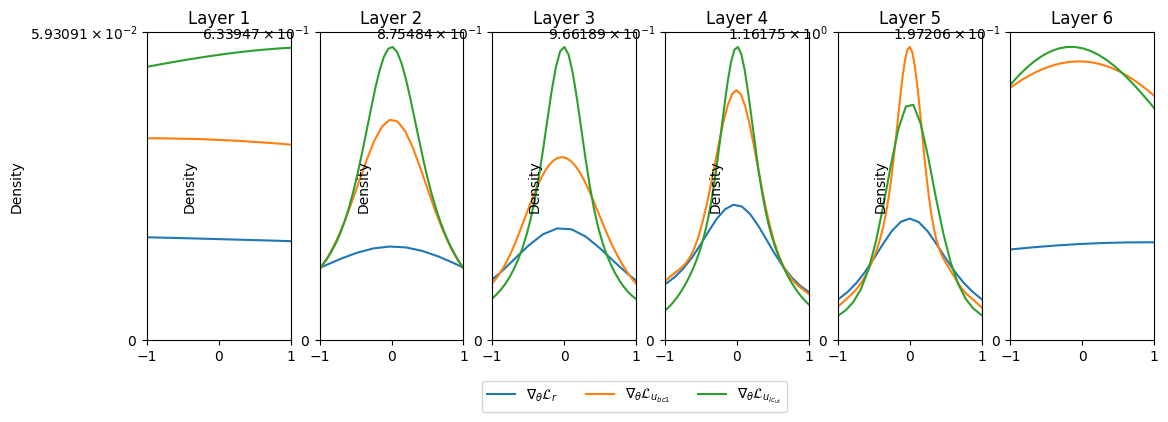 Layer 1 Layer 2 Layer 3 Layer 4 Layer 5 Layer 6
5.93091 × 10⁻² 6.33947 × 10⁻¹ 8.75484 × 10⁻¹ 9.66189 × 10⁻¹ 1.16175 × 10⁰ 1.97206 × 10⁻¹
Density Density Density Density Density Density
0 0 0 0 0 0
−1 0 1 −1 0 1 −1 0 1 −1 0 1 −1 0 1 −1 0 1
∇θℒr ∇θℒu_bc1 ∇θℒu_ic_ut